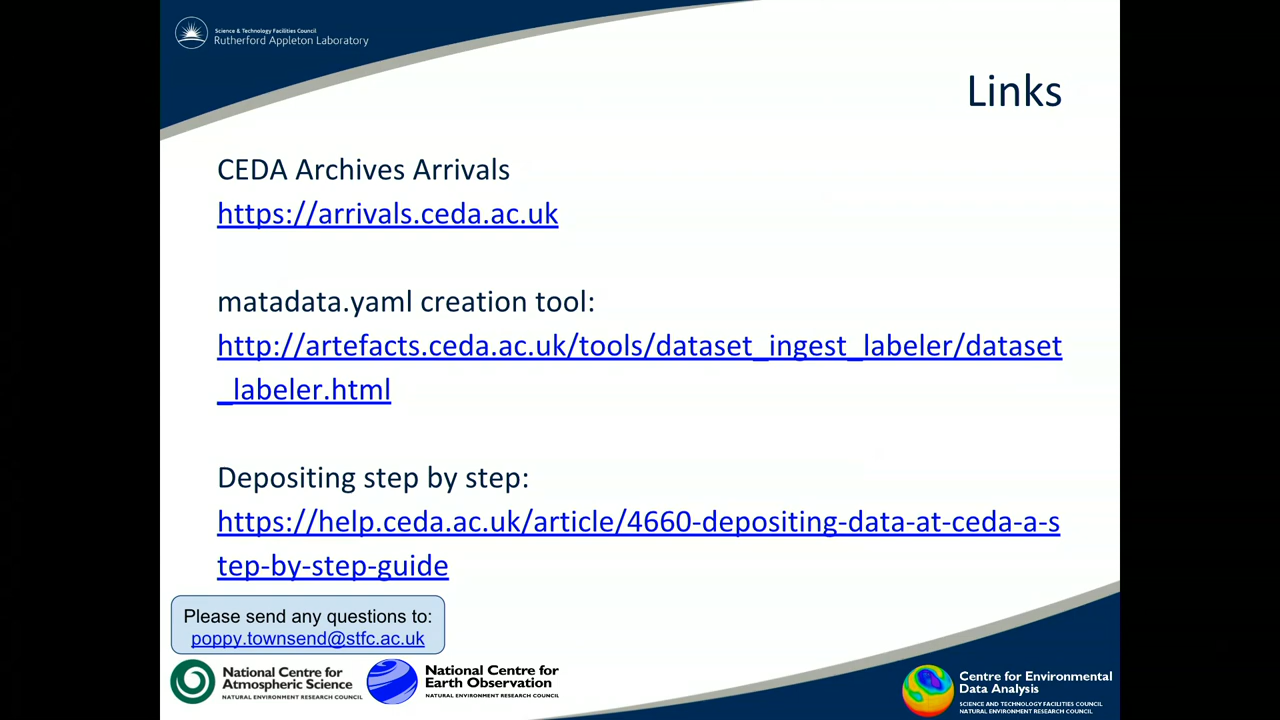 Science & Technology Facilities Council
Rutherford Appleton Laboratory
Links
CEDA Archives Arrivals
https://arrivals.ceda.ac.uk
matadata.yaml creation tool:
http://artefacts.ceda.ac.uk/tools/dataset_ingest_labeler/dataset
_labeler.html
Depositing step by step:
https://help.ceda.ac.uk/article/4660-depositing-data-at-ceda-a-s
tep-by-step-guide
Please send any questions to:
poppy.townsend@stfc.ac.uk
National Centre for
Atmospheric Science
NATURAL ENVIRONMENT RESEARCH COUNCIL
National Centre for
Earth Observation
NATURAL ENVIRONMENT RESEARCH COUNCIL
Centre for Environmental
Data Analysis
SCIENCE AND TECHNOLOGY FACILITIES COUNCIL
NATURAL ENVIRONMENT RESEARCH COUNCIL